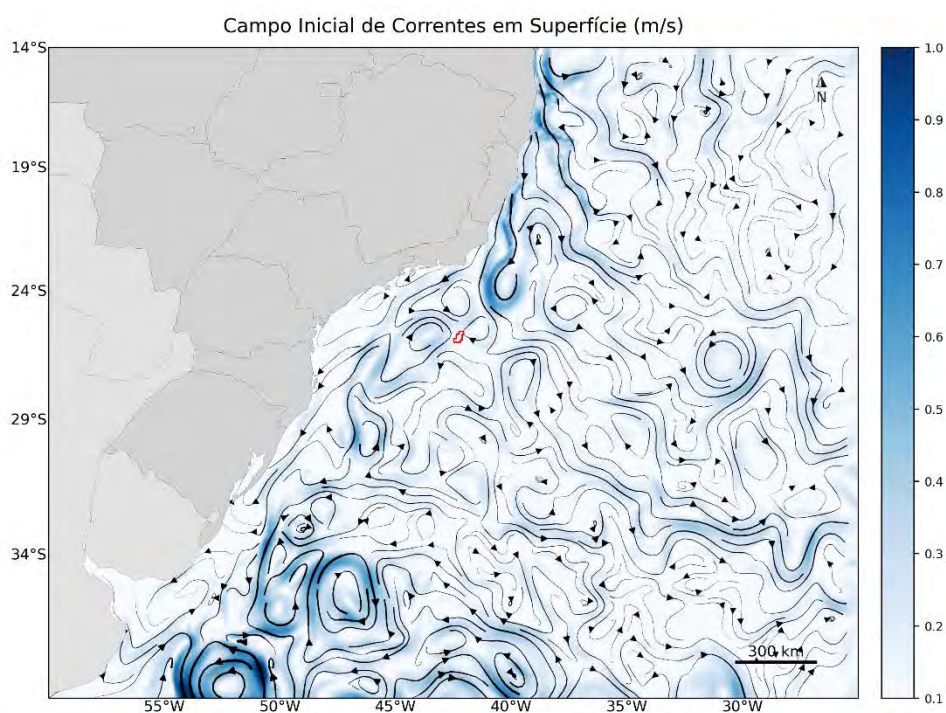 Campo Inicial de Correntes em Superfície (m/s)
14°S
19°S
24°S
29°S
34°S
55°W
50°W
45°W
40°W
35°W
30°W
N
300 km
1.0
0.9
0.8
0.7
0.6
0.5
0.4
0.3
0.2
0.1